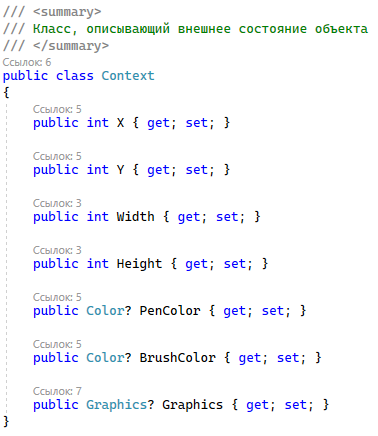 /// <summary>
/// Класс, описывающий внешнее состояние объекта
/// </summary>
Ссылок: 6
public class Context
{
Ссылок: 5
public int X { get; set; }
Ссылок: 5
public int Y { get; set; }
Ссылок: 3
public int Width { get; set; }
Ссылок: 3
public int Height { get; set; }
Ссылок: 5
public Color? PenColor { get; set; }
Ссылок: 5
public Color? BrushColor { get; set; }
Ссылок: 7
public Graphics? Graphics { get; set; }
}